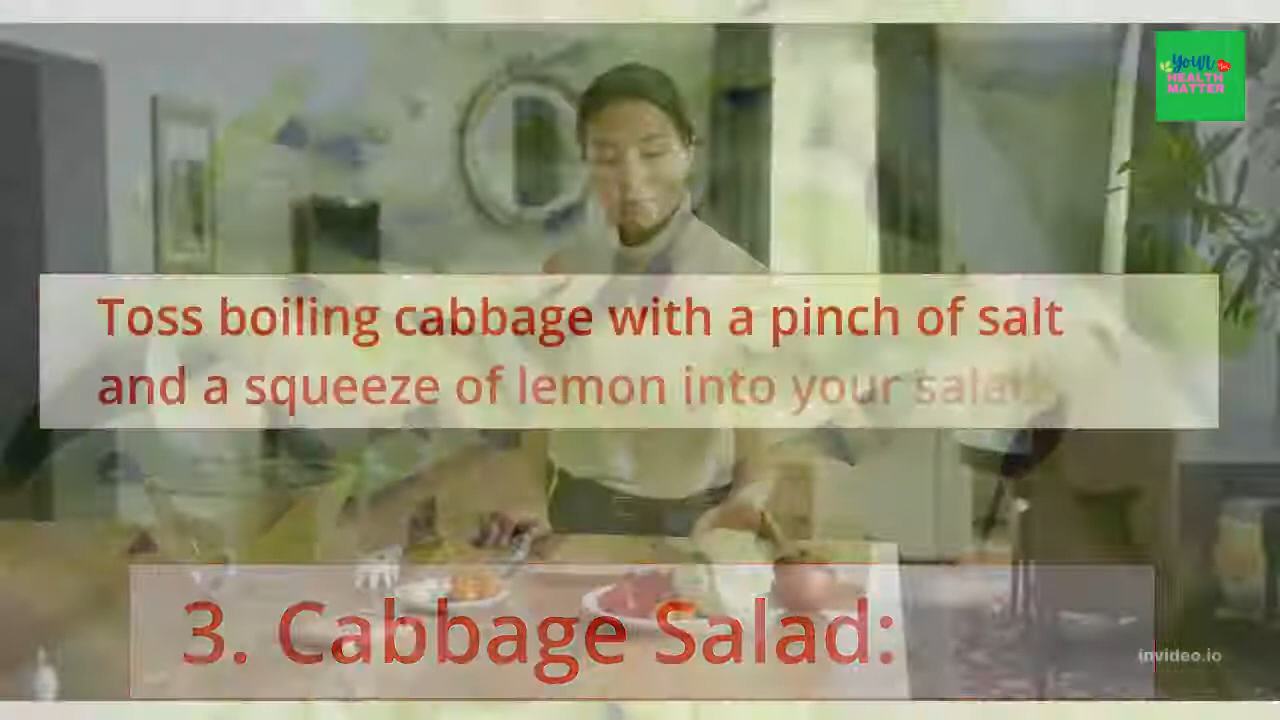 your
HEALTH
MATTER
Toss boiling cabbage with a pinch of salt
and a squeeze of lemon into your salad
3. Cabbage Salad:
invideo.io